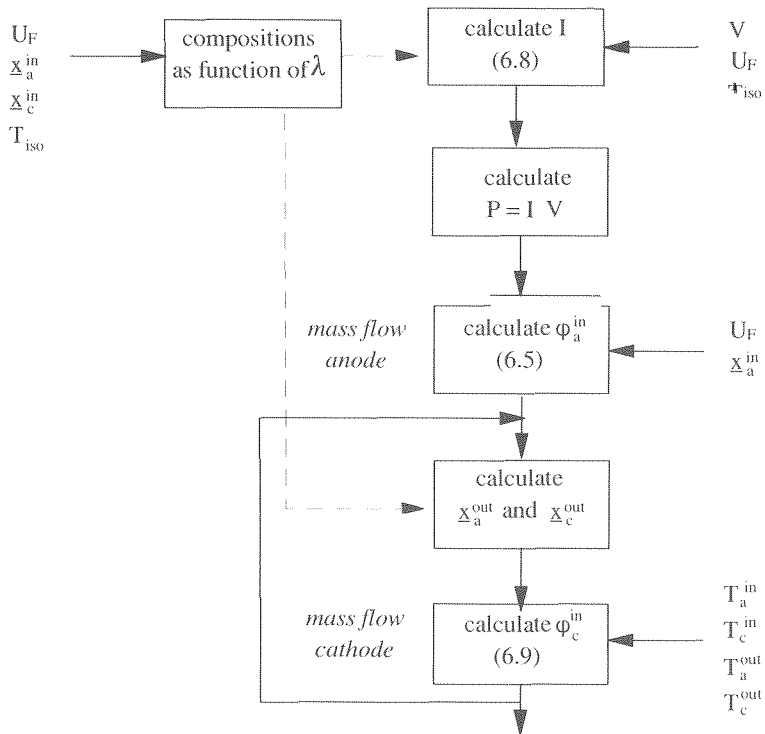 U_F
x_a^in
x_c^in
T_iso
compositions
as function of λ
calculate I
(6.8)
V
U_F
T_iso
calculate
P = I V
mass flow
anode
calculate φ_a^in
(6.5)
U_F
x_a^in
calculate
x_a^out and x_c^out
mass flow
cathode
calculate φ_c^in
(6.9)
T_a^in
T_c^in
T_a^out
T_c^out